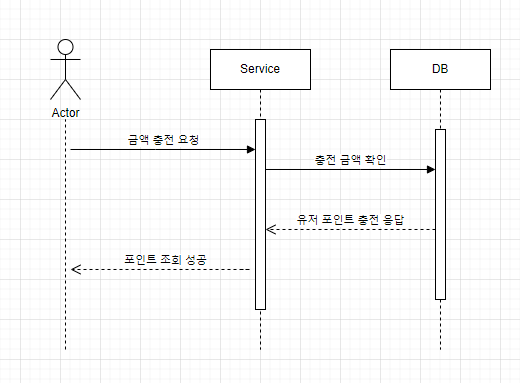 Service
DB
Actor
금액 충전 요청
충전 금액 확인
유저 포인트 충전 응답
포인트 조회 성공